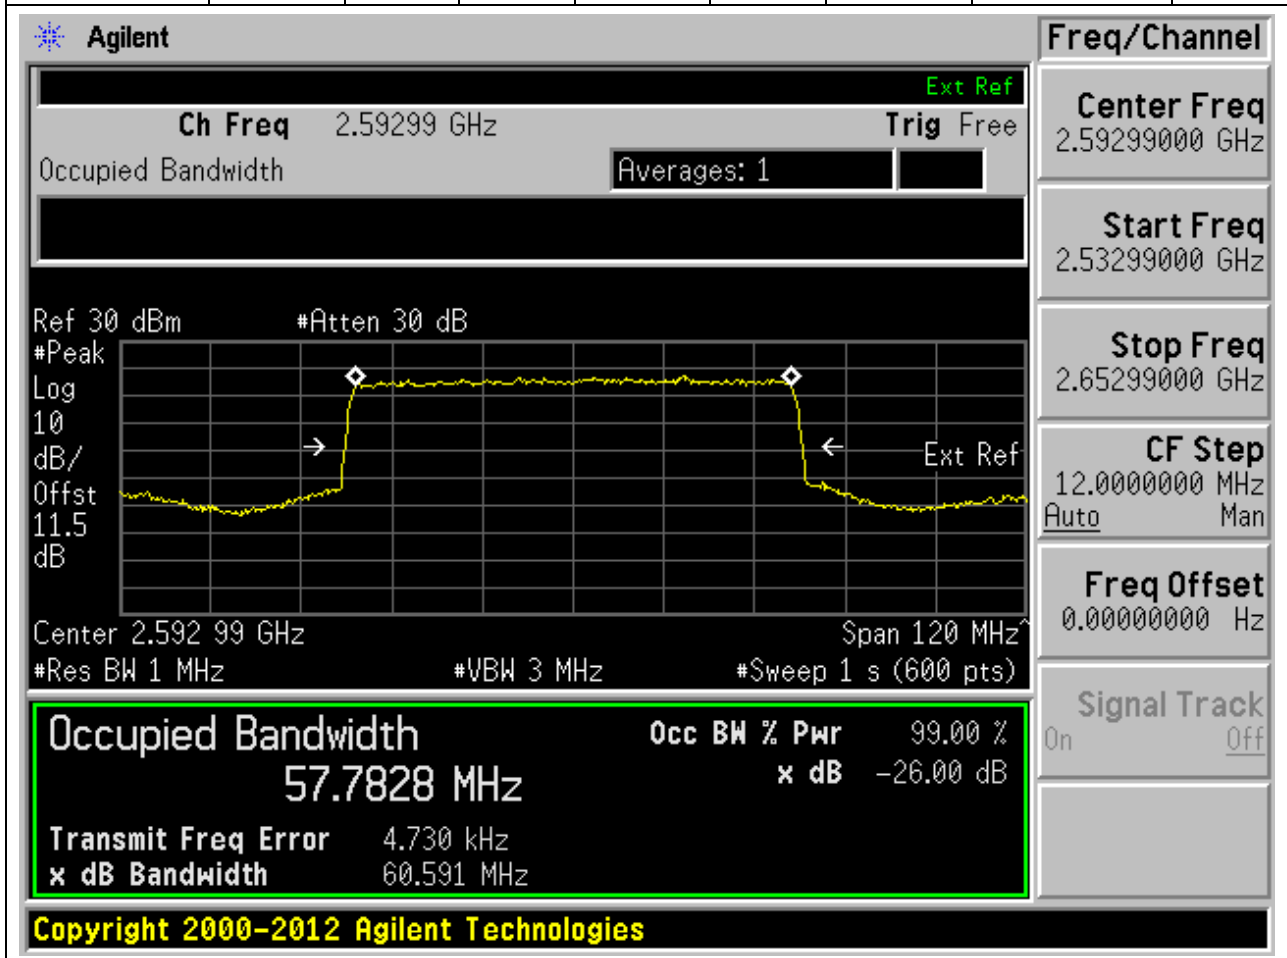 Agilent
Freq/Channel
Ext Ref
Ch Freq 2.59299 GHz Trig Free
Occupied Bandwidth Averages: 1
Center Freq
2.59299000 GHz
Start Freq
2.53299000 GHz
Stop Freq
2.65299000 GHz
CF Step
12.0000000 MHz
Auto Man
Freq Offset
0.00000000 Hz
Signal Track
On Off
Ref 30 dBm #Atten 30 dB
#Peak
Log
10
dB/
Offst
11.5
dB
Ext Ref
Center 2.592 99 GHz Span 120 MHz^
#Res BW 1 MHz #VBW 3 MHz #Sweep 1 s (600 pts)
Occupied Bandwidth
57.7828 MHz
Occ BW % Pwr 99.00 %
x dB -26.00 dB
Transmit Freq Error 4.730 kHz
x dB Bandwidth 60.591 MHz
Copyright 2000-2012 Agilent Technologies